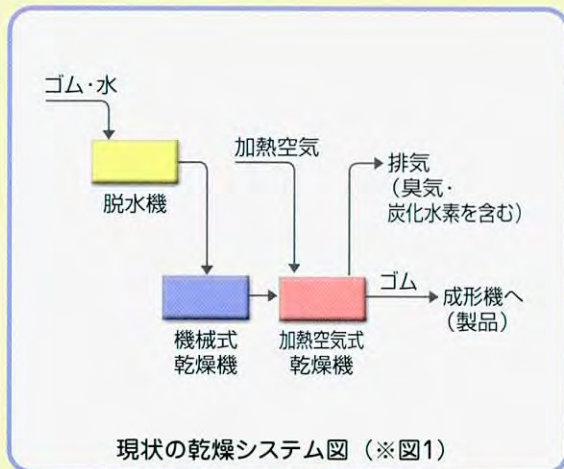 ゴム・水
脱水機
加熱空気
排気
(臭気・
炭化水素を含む)
機械式
乾燥機
加熱空気式
乾燥機
ゴム
成形機へ
(製品)
現状の乾燥システム図（※図1）